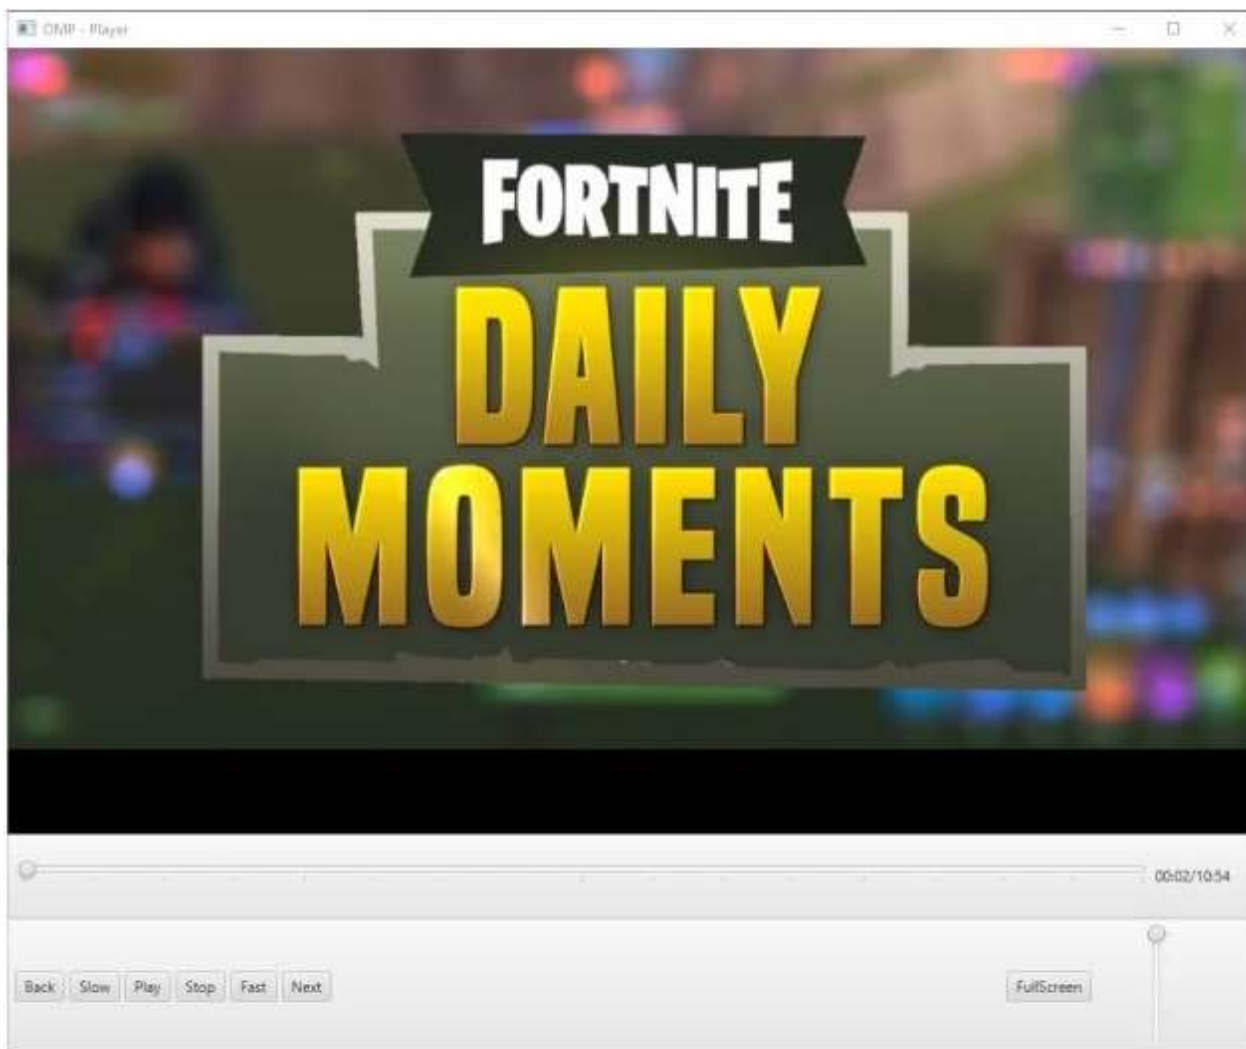 OMP - Player
FORTNITE
DAILY
MOMENTS
00:02/10:54
Back Slow Play Stop Fast Next FullScreen